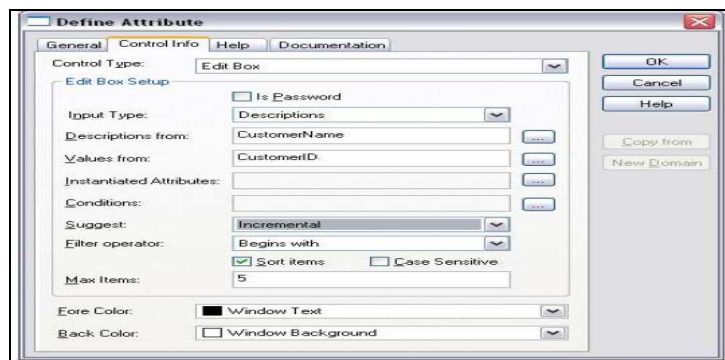 Define Attribute
General Control Info Help Documentation
Control Type: Edit Box
OK
Edit Box Setup
Cancel
Is Password
Help
Input Type: Descriptions
Descriptions from: CustomerName ...
Copy from
Values from: CustomerID ...
New Domain
Instantiated Attributes: ...
Conditions: ...
Suggest: Incremental
Filter operator: Begins with
Sort items Case Sensitive
Max Items: 5
Fore Color: Window Text
Back Color: Window Background